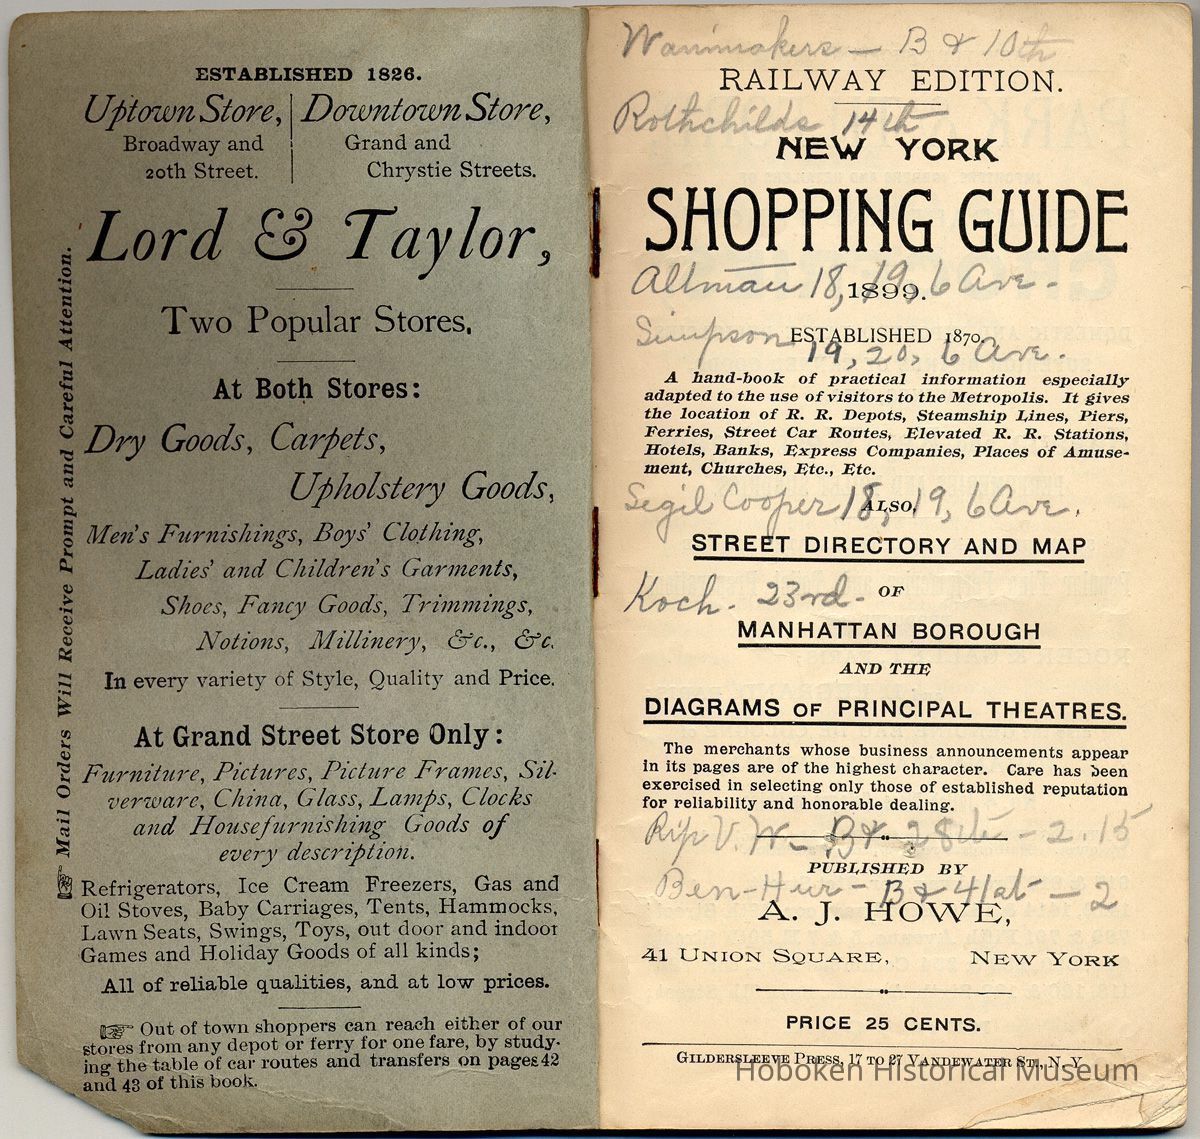 ESTABLISHED 1826.
Uptown Store,
Broadway and
20th Street.
Downtown Store,
Grand and
Chrystie Streets.
Lord & Taylor,
Two Popular Stores.
At Both Stores:
Dry Goods, Carpets,
Upholstery Goods,
Men's Furnishings, Boys' Clothing,
Ladies' and Children's Garments,
Shoes, Fancy Goods, Trimmings,
Notions, Millinery, &c., &c.
In every variety of Style, Quality and Price.
At Grand Street Store Only:
Furniture, Pictures, Picture Frames, Sil-
verware, China, Glass, Lamps, Clocks
and Housefurnishing Goods of
every description.
Refrigerators, Ice Cream Freezers, Gas and
Oil Stoves, Baby Carriages, Tents, Hammocks,
Lawn Seats, Swings, Toys, out door and indoor
Games and Holiday Goods of all kinds;
All of reliable qualities, and at low prices.
Out of town shoppers can reach either of our
stores from any depot or ferry for one fare, by study-
ing the table of car routes and transfers on pages 42
and 43 of this book.
Mail Orders Will Receive Prompt and Careful Attention.
Wanimakers - B & 10th
RAILWAY EDITION.
Rothchilds 14th
NEW YORK
SHOPPING GUIDE
Altman 18, 19, 6 Ave.
1899.
Simpson
ESTABLISHED 1870.
19, 20, 6 Ave.
A hand-book of practical information especially
adapted to the use of visitors to the Metropolis. It gives
the location of R. R. Depots, Steamship Lines, Piers,
Ferries, Street Car Routes, Elevated R. R. Stations,
Hotels, Banks, Express Companies, Places of Amuse-
ment, Churches, Etc., Etc.
Segil Cooper 18, 19, 6 Ave.
ALSO,
STREET DIRECTORY AND MAP
Koch. 23rd.
OF
MANHATTAN BOROUGH
AND THE
DIAGRAMS OF PRINCIPAL THEATRES.
The merchants whose business announcements appear
in its pages are of the highest character. Care has been
exercised in selecting only those of established reputation
for reliability and honorable dealing.
Rip V. W - B & 28th - 2.15
PUBLISHED BY
Ben-Hur - B & 41st - 2
A. J. HOWE,
41 UNION SQUARE, NEW YORK
PRICE 25 CENTS.
GILDERSLEEVE PRESS, 17 TO 27 VANDEWATER ST., N. Y.
Hoboken Historical Museum